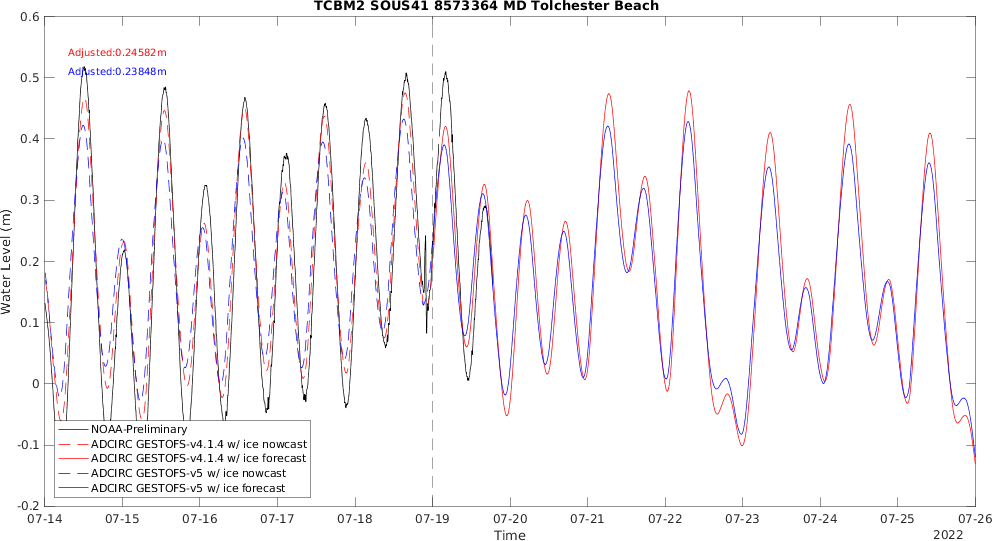 TCBM2 SOUS41 8573364 MD Tolchester Beach
Adjusted:0.24582m
Adjusted:0.23848m
0.6
0.5
0.4
0.3
0.2
0.1
0
-0.1
-0.2
Water Level (m)
NOAA-Preliminary
ADCIRC GESTOFS-v4.1.4 w/ ice nowcast
ADCIRC GESTOFS-v4.1.4 w/ ice forecast
ADCIRC GESTOFS-v5 w/ ice nowcast
ADCIRC GESTOFS-v5 w/ ice forecast
07-14 07-15 07-16 07-17 07-18 07-19 07-20 07-21 07-22 07-23 07-24 07-25 07-26
Time
2022